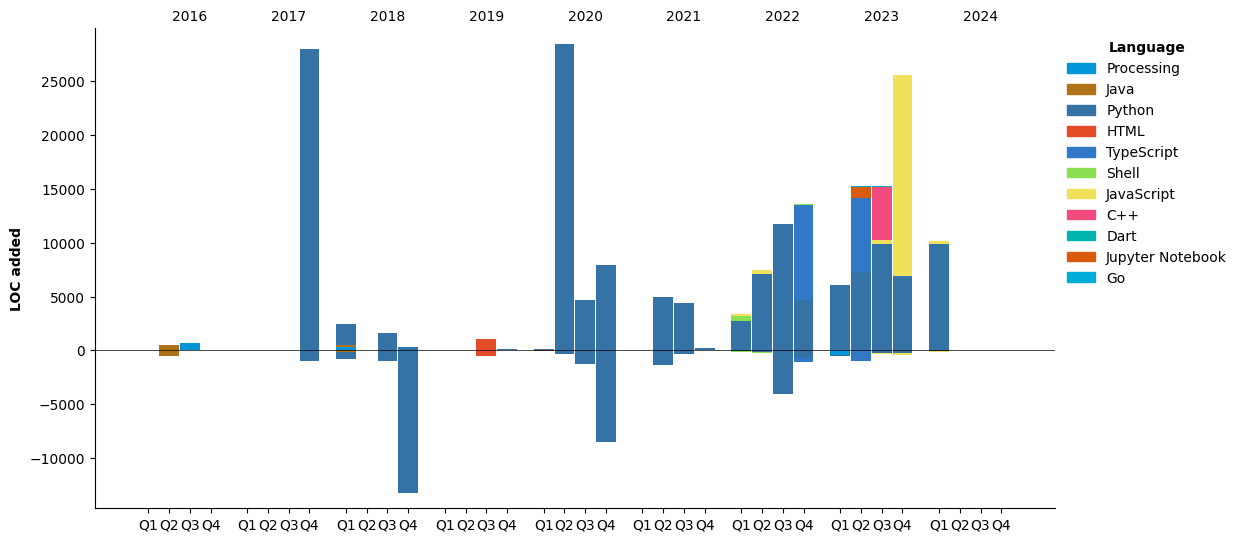 2016 2017 2018 2019 2020 2021 2022 2023 2024
LOC added
25000
20000
15000
10000
5000
0
−5000
−10000
Q1 Q2 Q3 Q4 Q1 Q2 Q3 Q4 Q1 Q2 Q3 Q4 Q1 Q2 Q3 Q4 Q1 Q2 Q3 Q4 Q1 Q2 Q3 Q4 Q1 Q2 Q3 Q4 Q1 Q2 Q3 Q4 Q1 Q2 Q3 Q4
Language
Processing
Java
Python
HTML
TypeScript
Shell
JavaScript
C++
Dart
Jupyter Notebook
Go